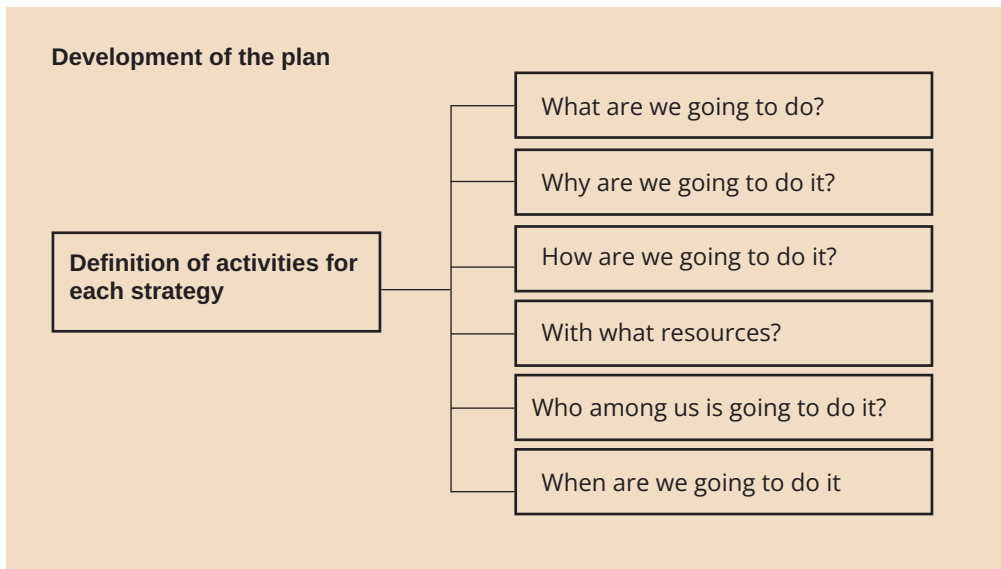 Development of the plan
Definition of activities for
each strategy
What are we going to do?
Why are we going to do it?
How are we going to do it?
With what resources?
Who among us is going to do it?
When are we going to do it